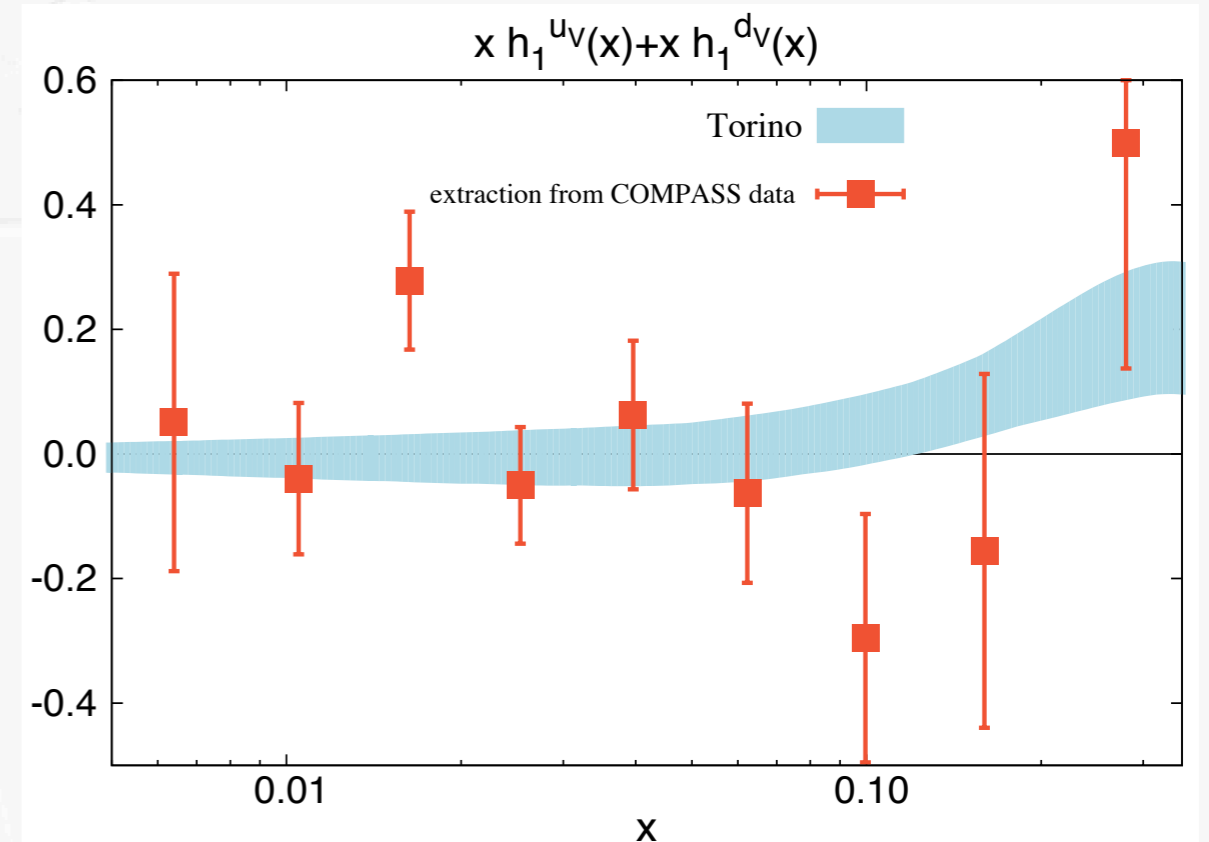 x h₁ᵘⱽ(x)+x h₁ᵈⱽ(x)
0.6
Torino
extraction from COMPASS data
0.4
0.2
0.0
-0.2
-0.4
0.01 0.10
x